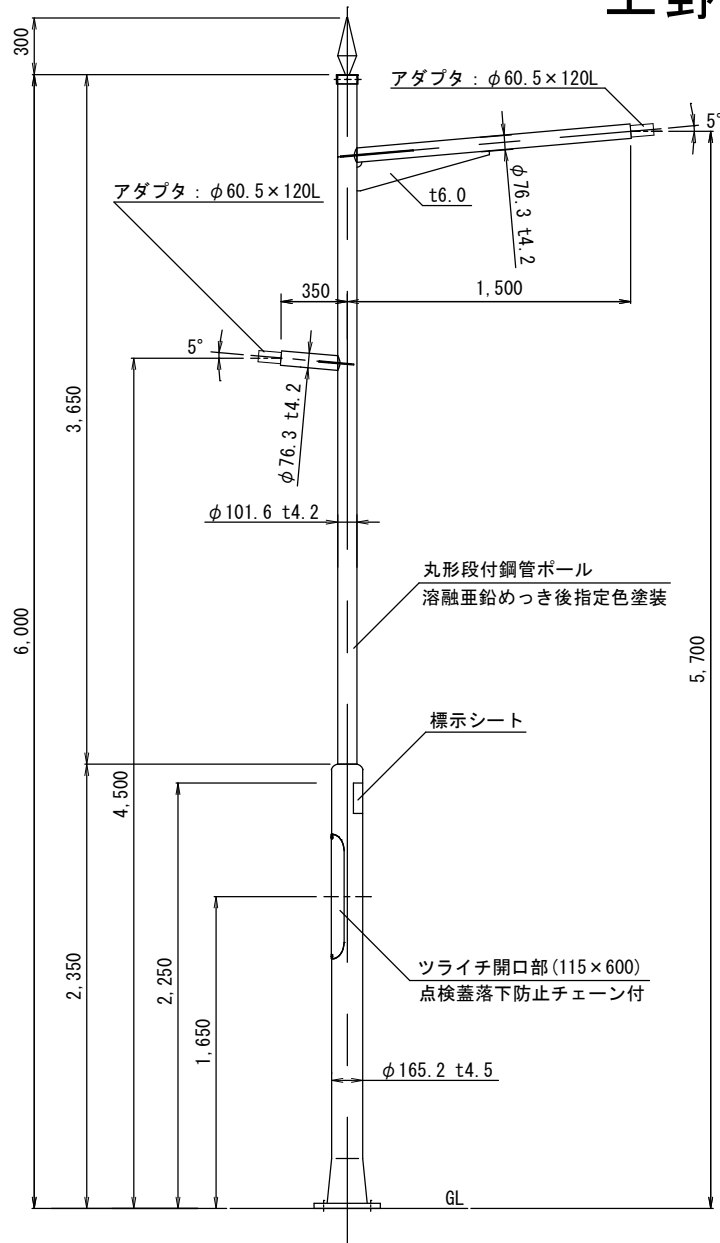 300
アダプタ：φ60.5×120L
5°
アダプタ：φ60.5×120L
t6.0
φ76.3 t4.2
350
1,500
5°
φ76.3 t4.2
3,650
φ101.6 t4.2
丸形段付鋼管ポール
溶融亜鉛めっき後指定色塗装
6,000
5,700
標示シート
4,500
2,350
2,250
1,650
ツライチ開口部(115×600)
点検蓋落下防止チェーン付
φ165.2 t4.5
GL